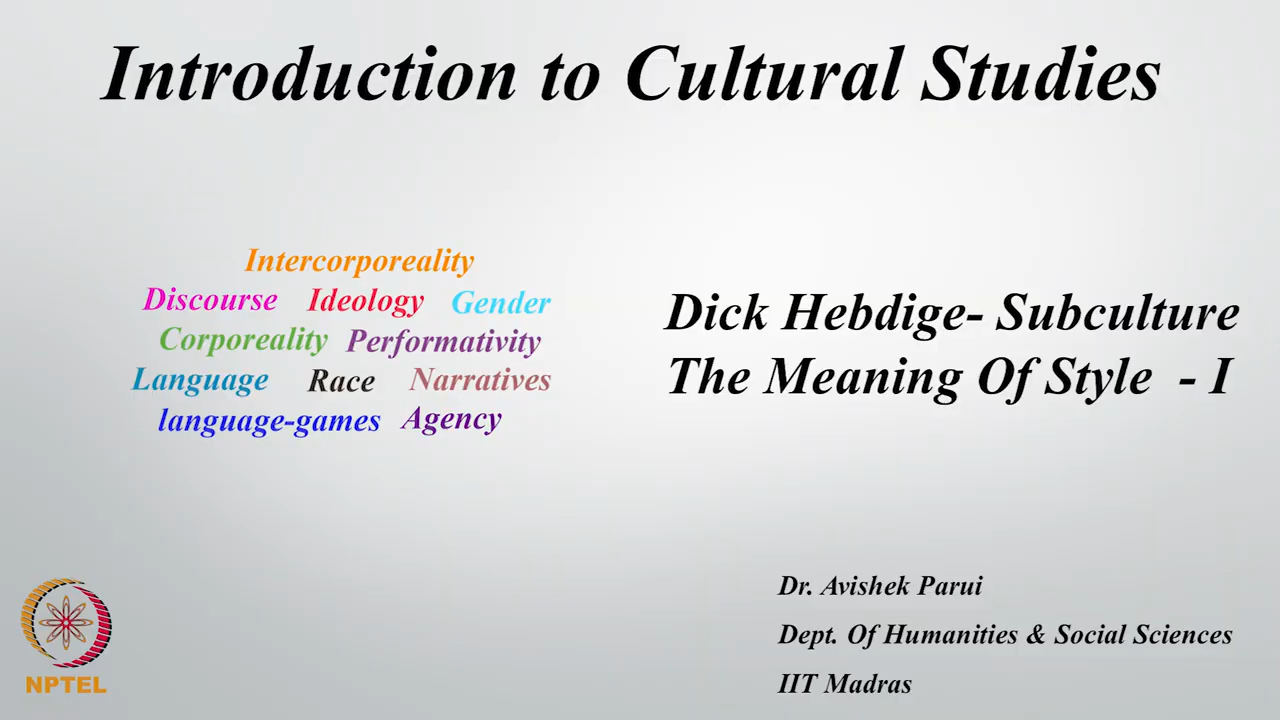 Introduction to Cultural Studies
Intercorporeality
Discourse Ideology Gender
Corporeality Performativity
Language Race Narratives
language-games Agency
Dick Hebdige- Subculture
The Meaning Of Style - I
Dr. Avishek Parui
Dept. Of Humanities & Social Sciences
IIT Madras
NPTEL